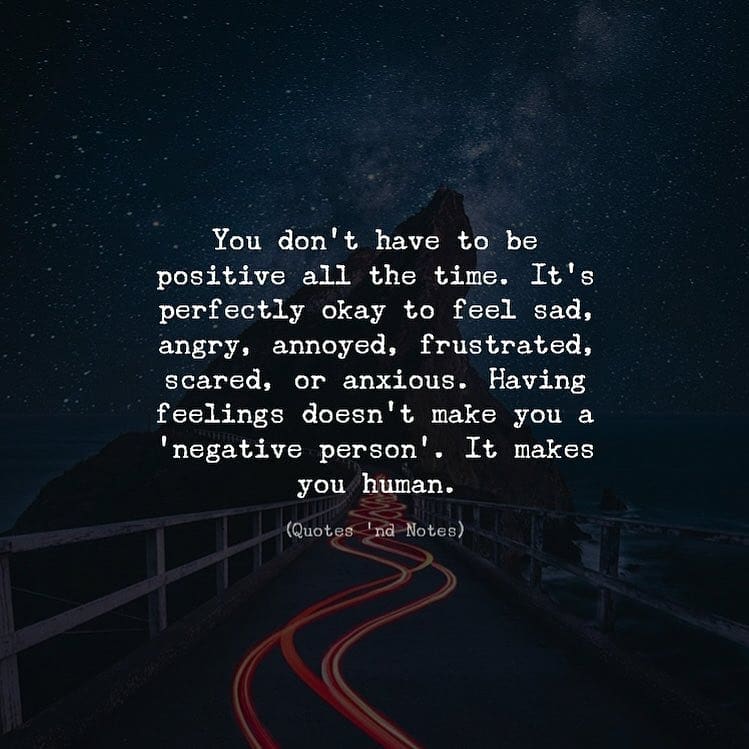 You don't have to be
positive all the time. It's
perfectly okay to feel sad,
angry, annoyed, frustrated,
scared, or anxious. Having
feelings doesn't make you a
'negative person'. It makes
you human.
(Quotes 'nd Notes)